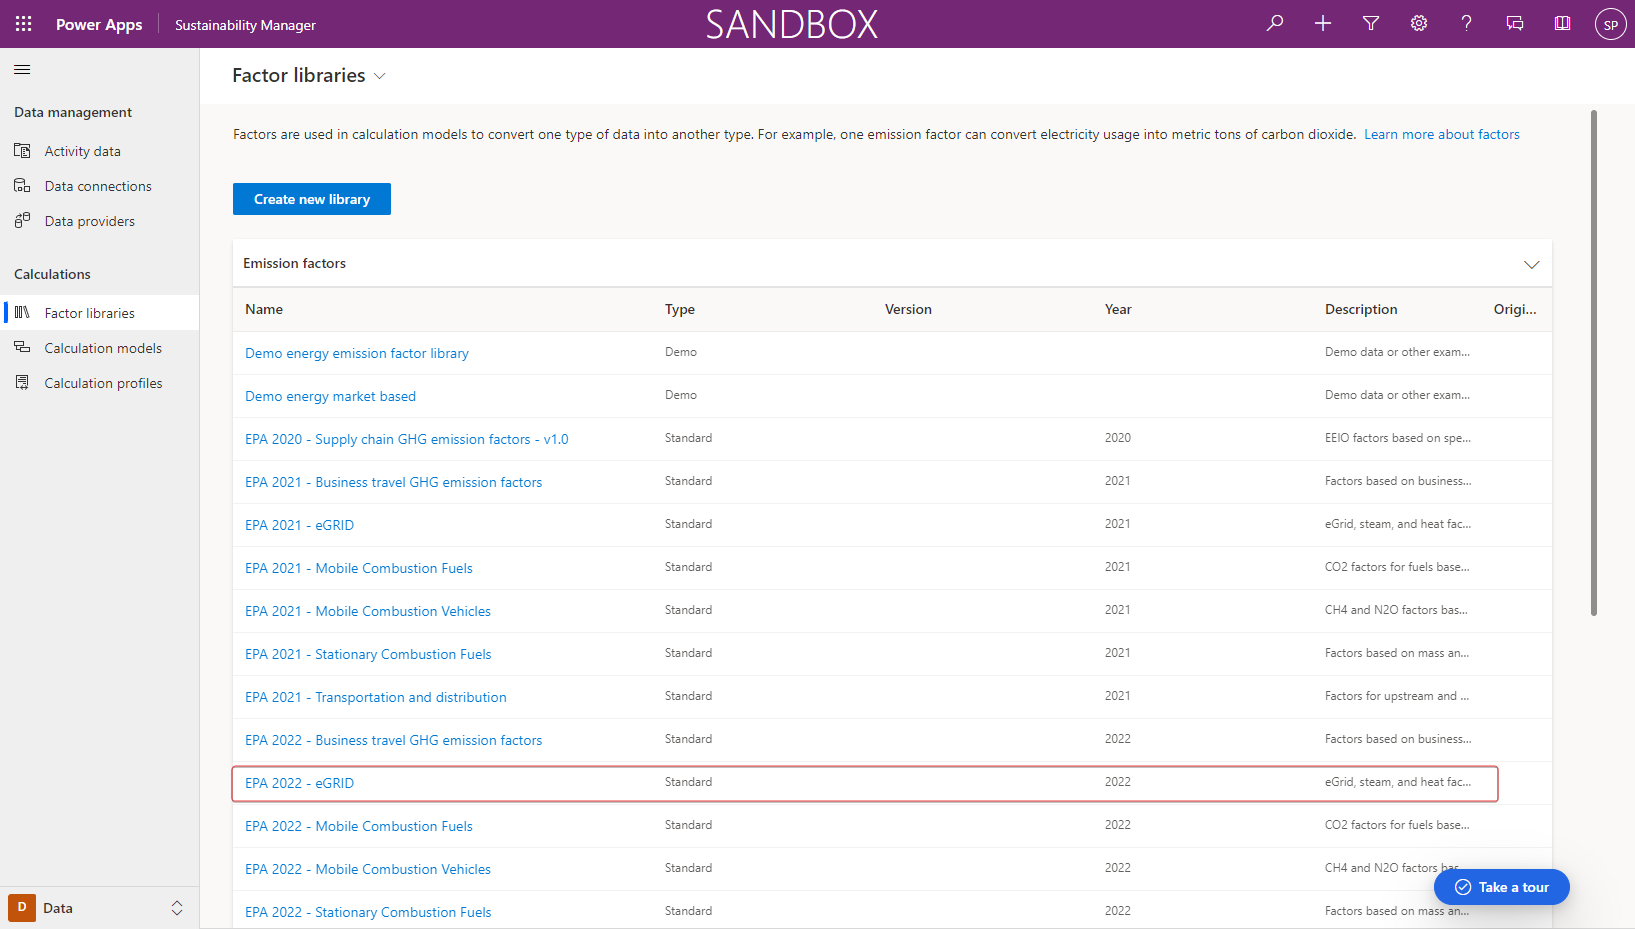 Power Apps
Sustainability Manager
SANDBOX
SP
Data management
Activity data
Data connections
Data providers
Calculations
Factor libraries
Calculation models
Calculation profiles
D
Data
Factor libraries
Factors are used in calculation models to convert one type of data into another type. For example, one emission factor can convert electricity usage into metric tons of carbon dioxide. Learn more about factors
Create new library
Emission factors
Name Type Version Year Description Origi...
Demo energy emission factor library Demo Demo data or other exam...
Demo energy market based Demo Demo data or other exam...
EPA 2020 - Supply chain GHG emission factors - v1.0 Standard 2020 EEIO factors based on spe...
EPA 2021 - Business travel GHG emission factors Standard 2021 Factors based on business...
EPA 2021 - eGRID Standard 2021 eGrid, steam, and heat fac...
EPA 2021 - Mobile Combustion Fuels Standard 2021 CO2 factors for fuels base...
EPA 2021 - Mobile Combustion Vehicles Standard 2021 CH4 and N2O factors bas...
EPA 2021 - Stationary Combustion Fuels Standard 2021 Factors based on mass an...
EPA 2021 - Transportation and distribution Standard 2021 Factors for upstream and ...
EPA 2022 - Business travel GHG emission factors Standard 2022 Factors based on business...
EPA 2022 - eGRID Standard 2022 eGrid, steam, and heat fac...
EPA 2022 - Mobile Combustion Fuels Standard 2022 CO2 factors for fuels base...
EPA 2022 - Mobile Combustion Vehicles Standard 2022 CH4 and N2O factors bas...
Take a tour
EPA 2022 - Stationary Combustion Fuels Standard 2022 Factors based on mass an...